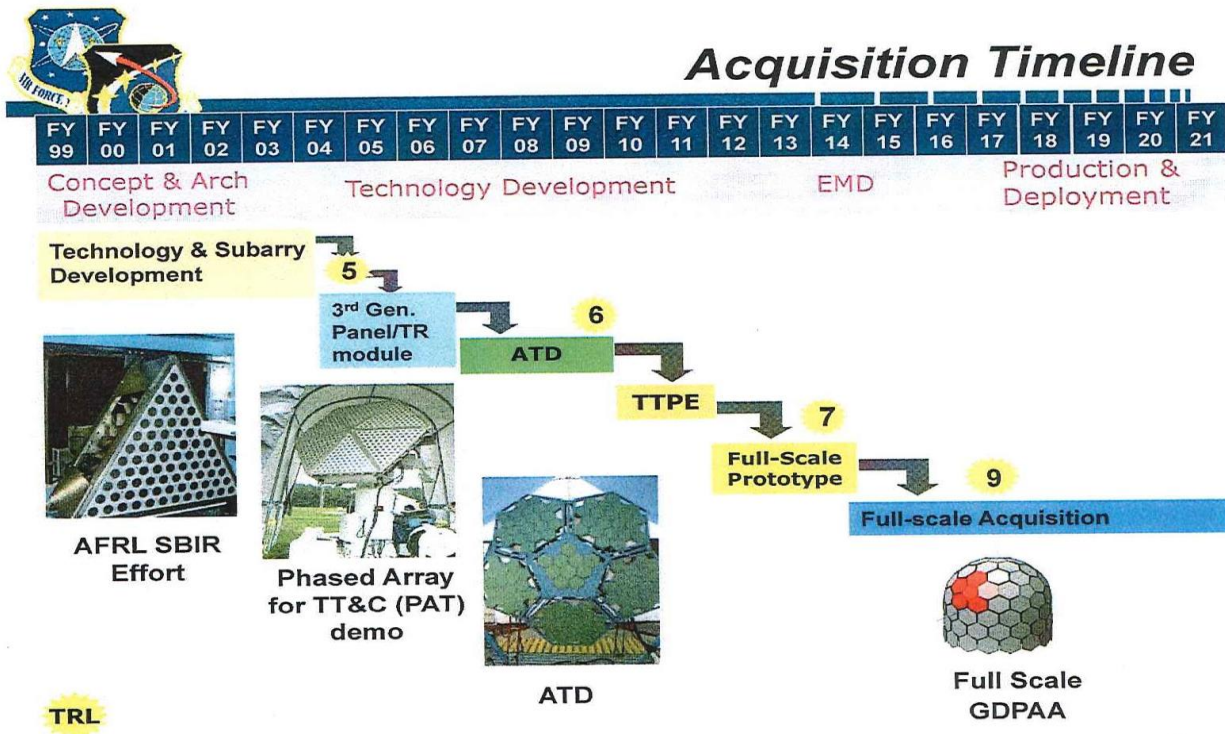 AIR FORCE
Acquisition Timeline
FY 99
FY 00
FY 01
FY 02
FY 03
FY 04
FY 05
FY 06
FY 07
FY 08
FY 09
FY 10
FY 11
FY 12
FY 13
FY 14
FY 15
FY 16
FY 17
FY 18
FY 19
FY 20
FY 21
Concept & Arch
Development
Technology Development
EMD
Production &
Deployment
Technology & Subarry
Development
5
3rd Gen.
Panel/TR
module
6
ATD
TTPE
7
Full-Scale
Prototype
9
Full-scale Acquisition
AFRL SBIR
Effort
Phased Array
for TT&C (PAT)
demo
ATD
Full Scale
GDPAA
TRL